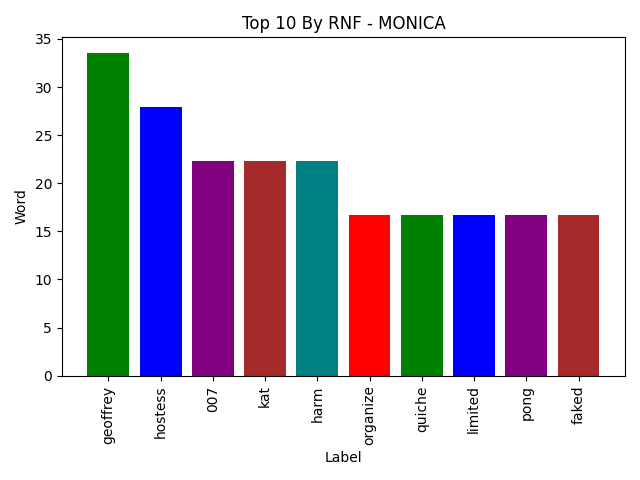 Top 10 By RNF - MONICA
Word
35
30
25
20
15
10
5
0
geoffrey
hostess
007
kat
harm
organize
quiche
limited
pong
faked
Label